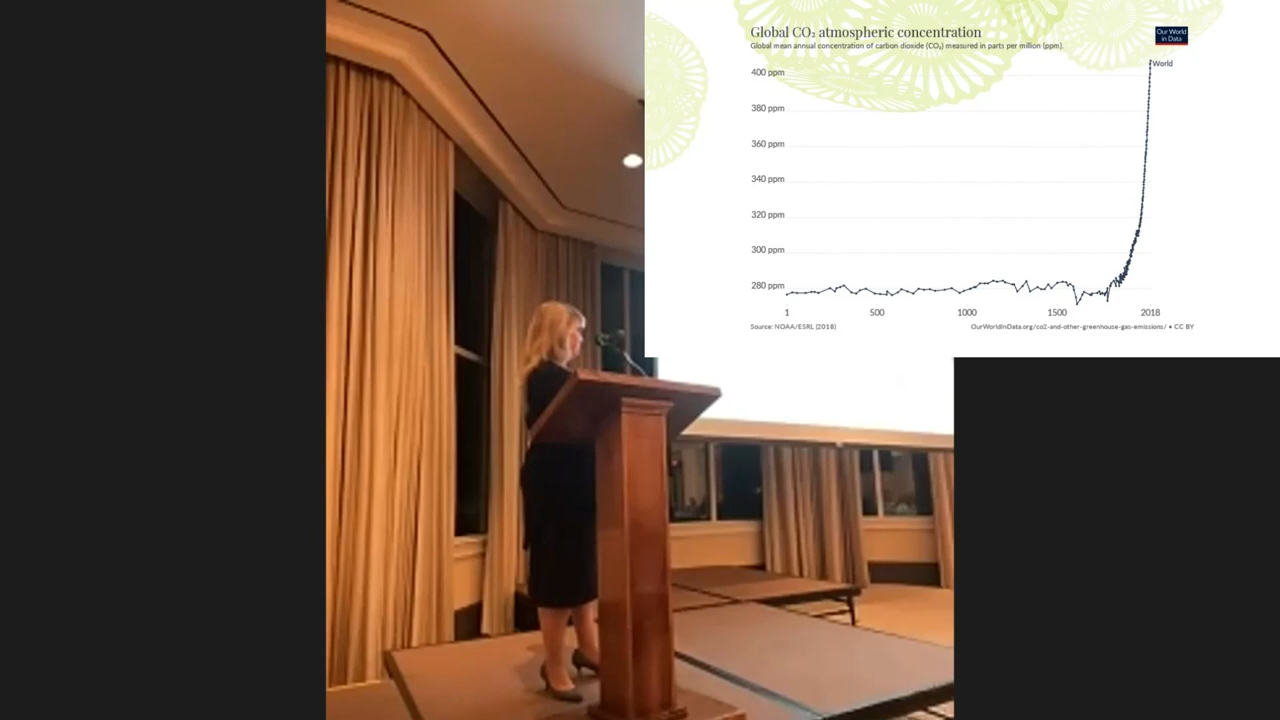 Global CO₂ atmospheric concentration
Global mean annual concentration of carbon dioxide (CO₂) measured in parts per million (ppm).
Our World
in Data
World
400 ppm
380 ppm
360 ppm
340 ppm
320 ppm
300 ppm
280 ppm
1 500 1000 1500 2018
Source: NOAA/ESRL (2018) OurWorldInData.org/co2-and-other-greenhouse-gas-emissions/ • CC BY